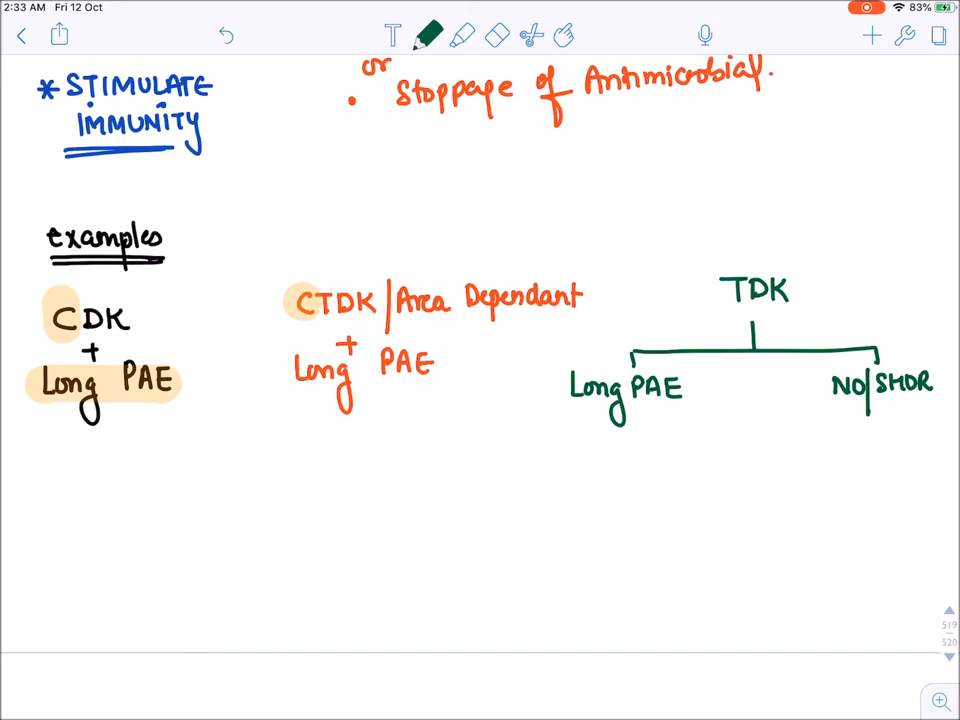 2:33 AM Fri 12 Oct
83%
T
* STIMULATE
IMMUNITY
or
• Stoppage of Antimicrobial.
examples
CDK
+
Long PAE
CTDK/Area Dependant
+
Long PAE
TDK
Long PAE
NO/SHOR
519
520